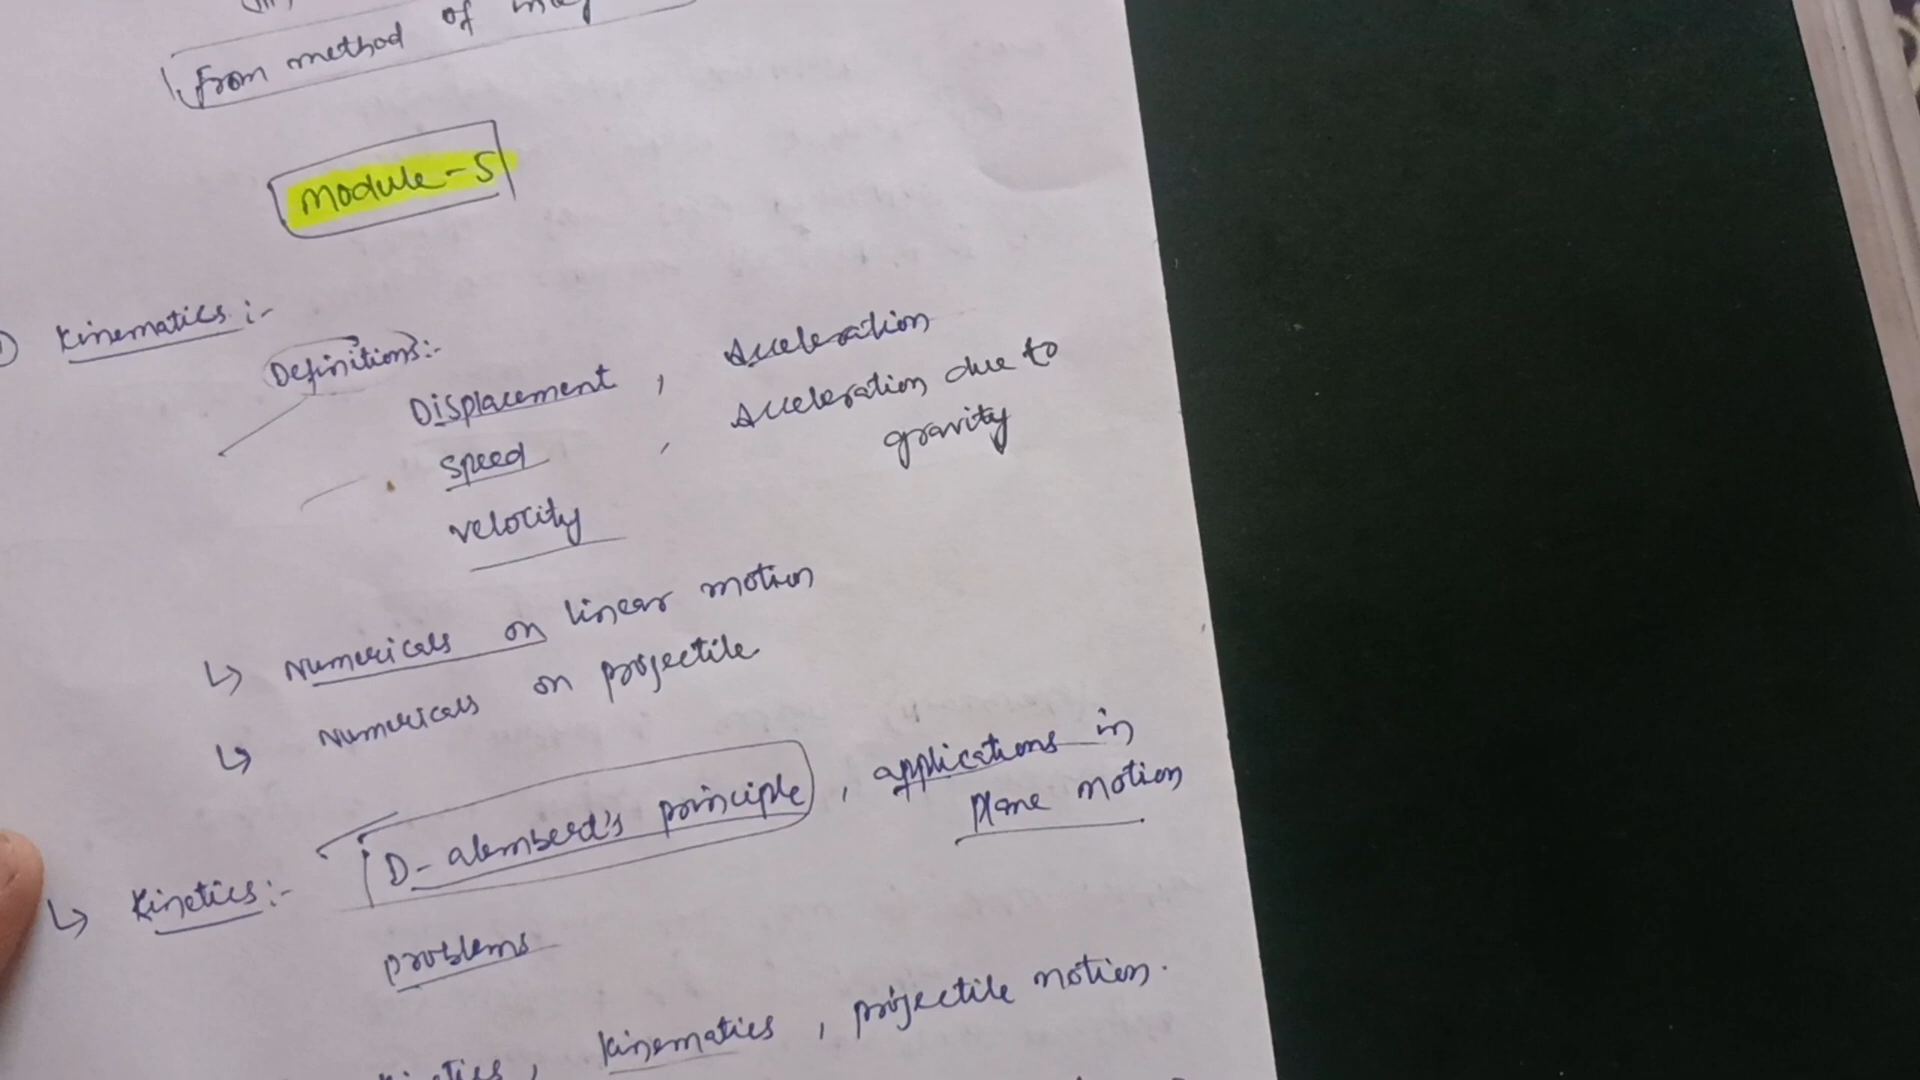 From method of
Module-5
Kinematics :-
Definitions:-
Displacement , Acceleration
speed , Acceleration due to
gravity
velocity
↳ Numericals on linear motion
↳ Numericals on projectile
↳ Kinetics:- D-alembert's principle , applications in
plane motion
problems
kinematics , projectile motion.